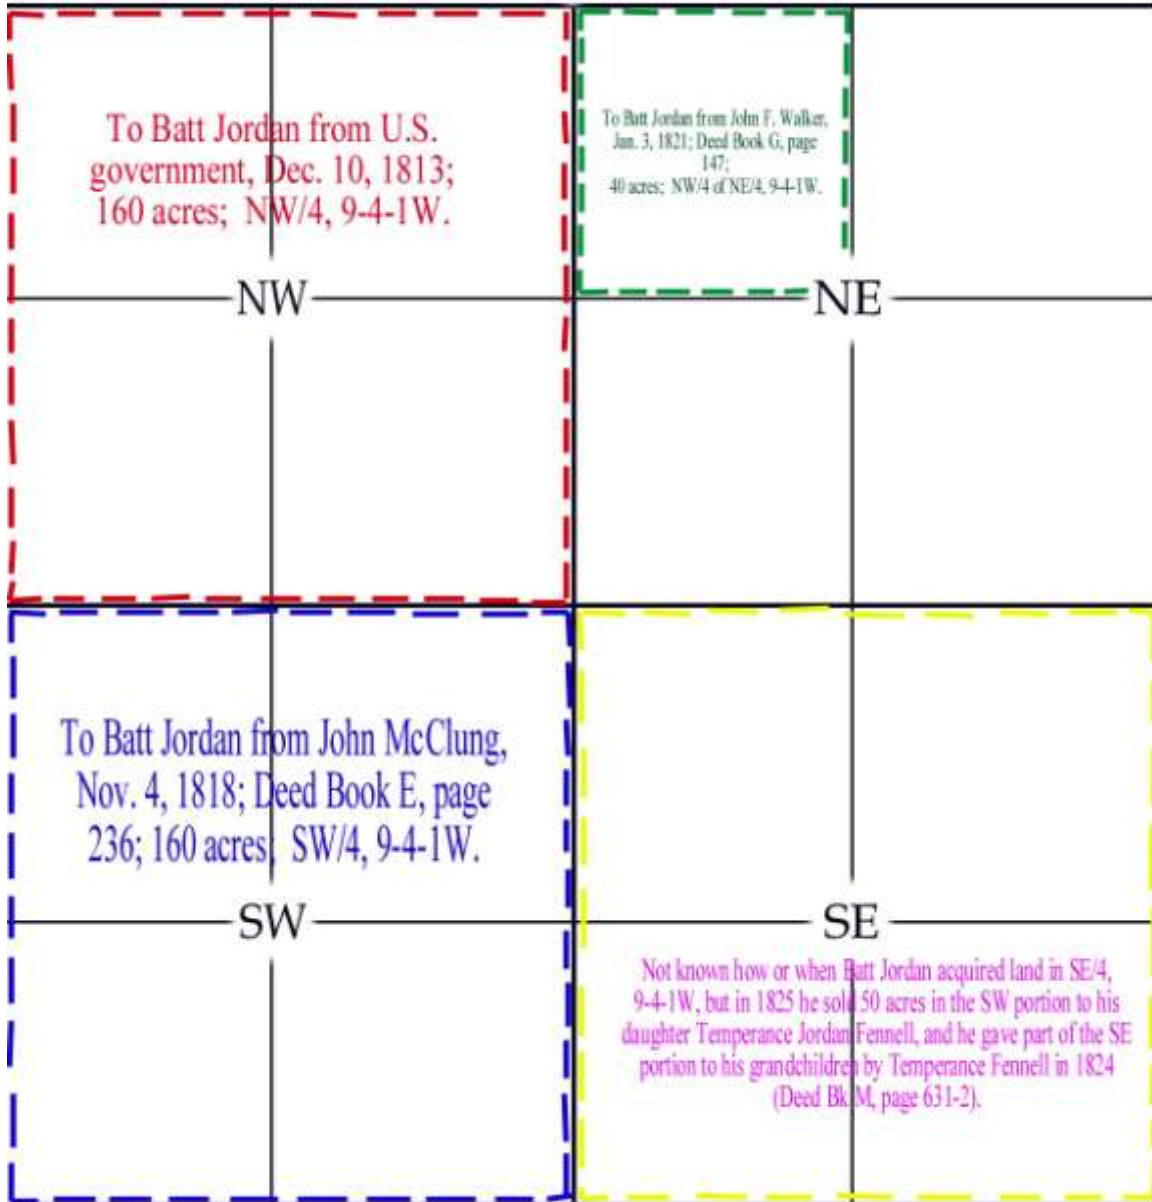 To Batt Jordan from U.S.
government, Dec. 10, 1813;
160 acres;  NW/4, 9-4-1W.
NW
To Batt Jordan from John F. Walker,
Jan. 3, 1821; Deed Book G, page
147;
40 acres;  NW/4 of NE/4, 9-4-1W.
NE
To Batt Jordan from John McClung,
Nov. 4, 1818; Deed Book E, page
236; 160 acres;  SW/4, 9-4-1W.
SW
SE
Not known how or when Batt Jordan acquired land in SE/4,
9-4-1W, but in 1825 he sold 50 acres in the SW portion to his
daughter Temperance Jordan Fennell, and he gave part of the SE
portion to his grandchildren by Temperance Fennell in 1824
(Deed Bk M, page 631-2).